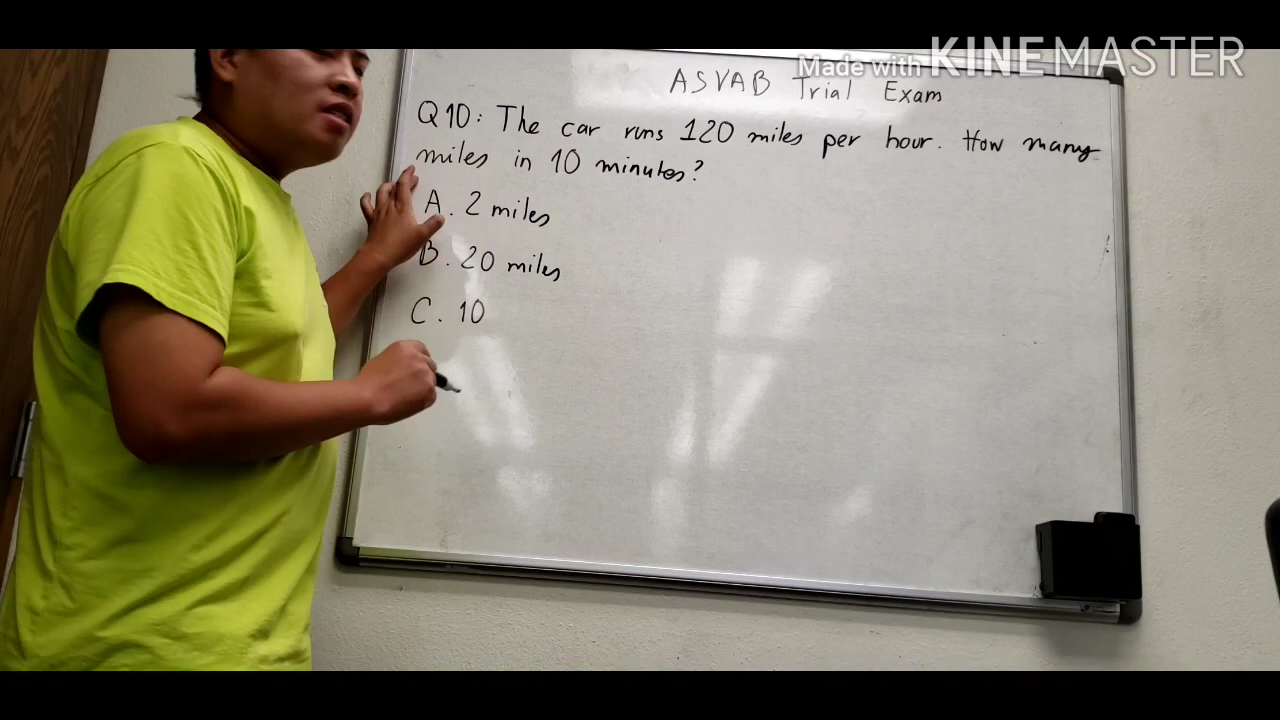 Made with KINEMASTER
ASVAB Trial Exam
Q10: The car runs 120 miles per hour. How many
miles in 10 minutes?
A. 2 miles
B. 20 miles
C. 10